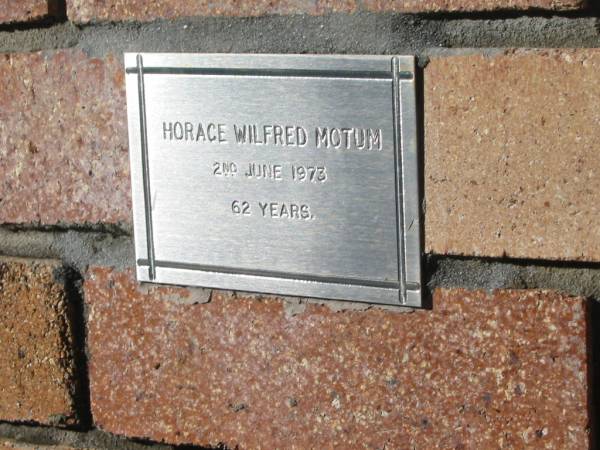 HORACE WILFRED MOTUM
2ND JUNE 1973
62 YEARS.